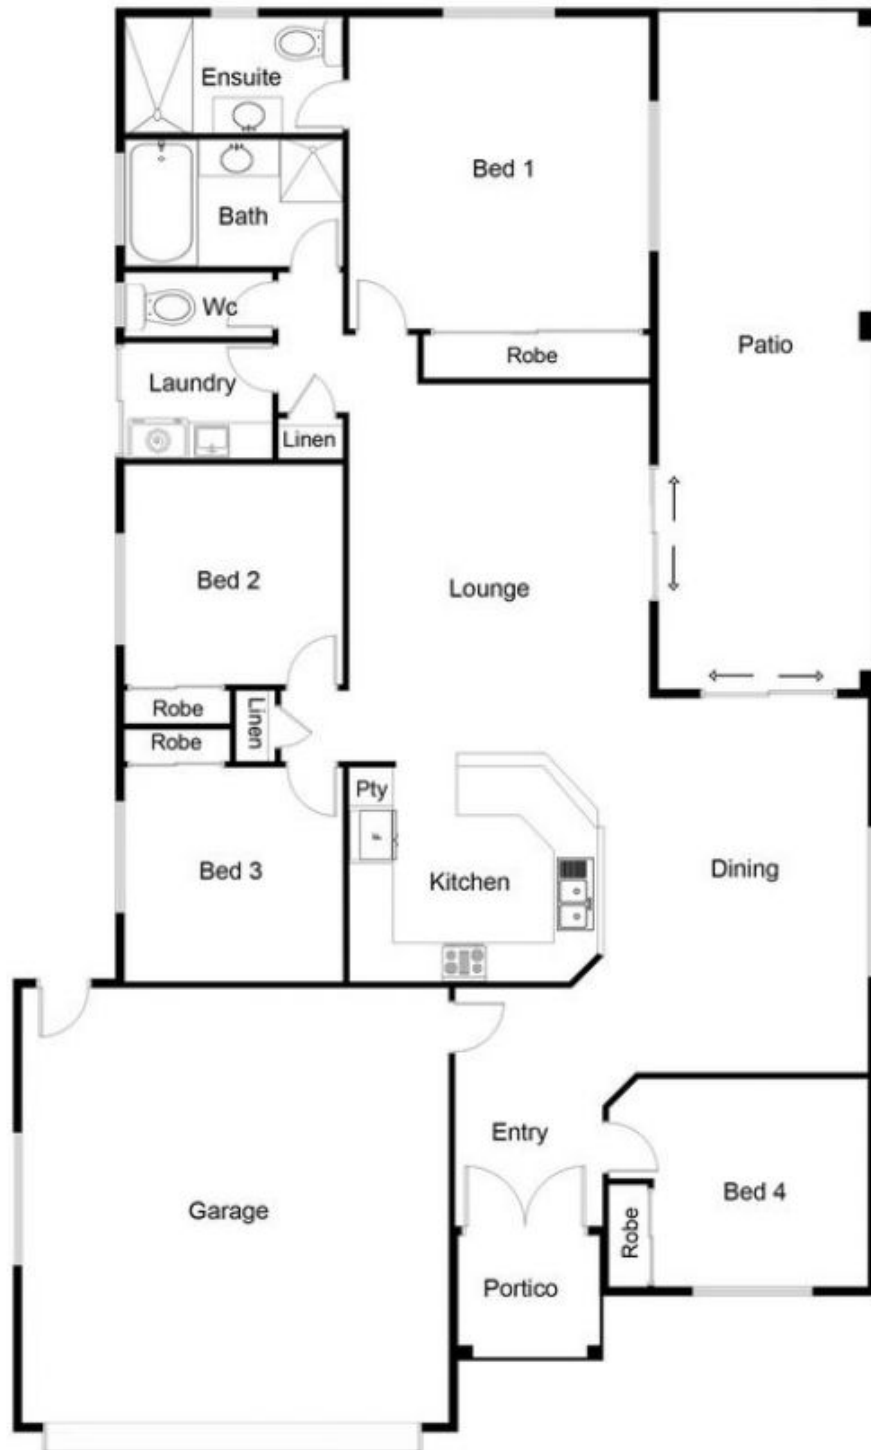 Ensuite
Bed 1
Bath
Wc
Patio
Robe
Laundry
Linen
Bed 2
Lounge
Robe
Linen
Robe
Pty
Bed 3
Kitchen
Dining
Entry
Bed 4
Garage
Robe
Portico